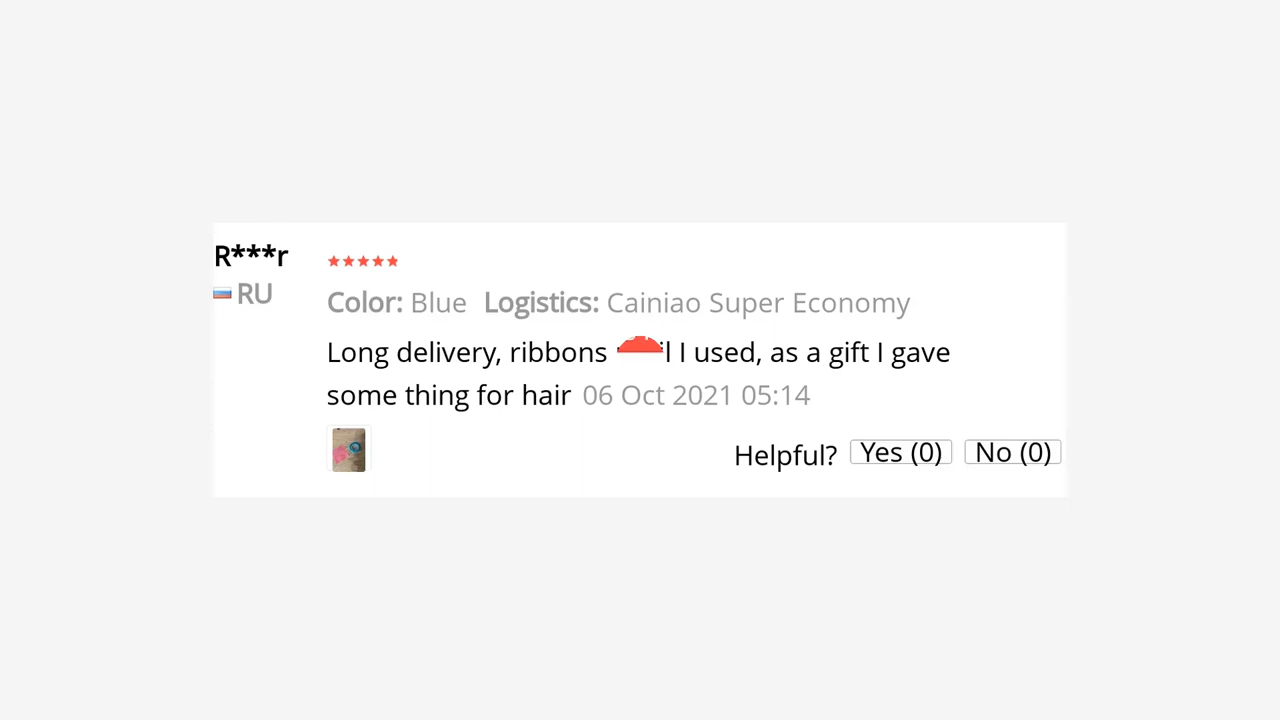 R***r
RU
Color: Blue Logistics: Cainiao Super Economy
Long delivery, ribbons I used, as a gift I gave
some thing for hair 06 Oct 2021 05:14
Helpful? Yes (0) No (0)